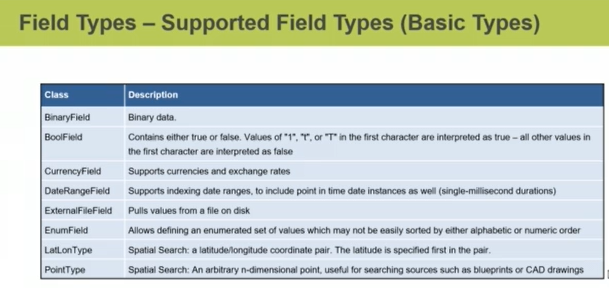 Field Types – Supported Field Types (Basic Types)
Class Description
BinaryField Binary data.
BoolField Contains either true or false. Values of "1", "t", or "T" in the first character are interpreted as true – all other values in
the first character are interpreted as false
CurrencyField Supports currencies and exchange rates
DateRangeField Supports indexing date ranges, to include point in time date instances as well (single-millisecond durations)
ExternalFileField Pulls values from a file on disk
EnumField Allows defining an enumerated set of values which may not be easily sorted by either alphabetic or numeric order
LatLonType Spatial Search: a latitude/longitude coordinate pair. The latitude is specified first in the pair.
PointType Spatial Search: An arbitrary n-dimensional point, useful for searching sources such as blueprints or CAD drawings